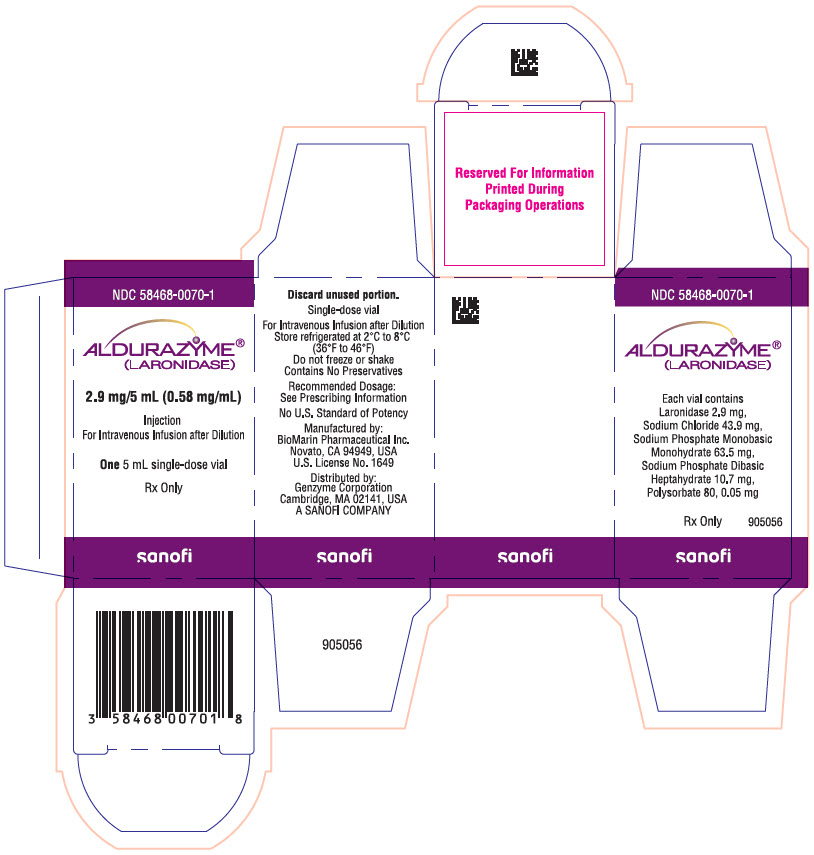 Reserved For Information
Printed During
Packaging Operations
NDC 58468-0070-1
ALDURAZYME®
(LARONIDASE)
2.9 mg/5 mL (0.58 mg/mL)
Injection
For Intravenous Infusion after Dilution
One 5 mL single-dose vial
Rx Only
sanofi
3 58468 00701 8
Discard unused portion.
Single-dose vial
For Intravenous Infusion after Dilution
Store refrigerated at 2°C to 8°C
(36°F to 46°F)
Do not freeze or shake
Contains No Preservatives
Recommended Dosage:
See Prescribing Information
No U.S. Standard of Potency
Manufactured by:
BioMarin Pharmaceutical Inc.
Novato, CA 94949, USA
U.S. License No. 1649
Distributed by:
Genzyme Corporation
Cambridge, MA 02141, USA
A SANOFI COMPANY
sanofi
905056
sanofi
NDC 58468-0070-1
ALDURAZYME®
(LARONIDASE)
Each vial contains
Laronidase 2.9 mg,
Sodium Chloride 43.9 mg,
Sodium Phosphate Monobasic
Monohydrate 63.5 mg,
Sodium Phosphate Dibasic
Heptahydrate 10.7 mg,
Polysorbate 80, 0.05 mg
Rx Only 905056
sanofi